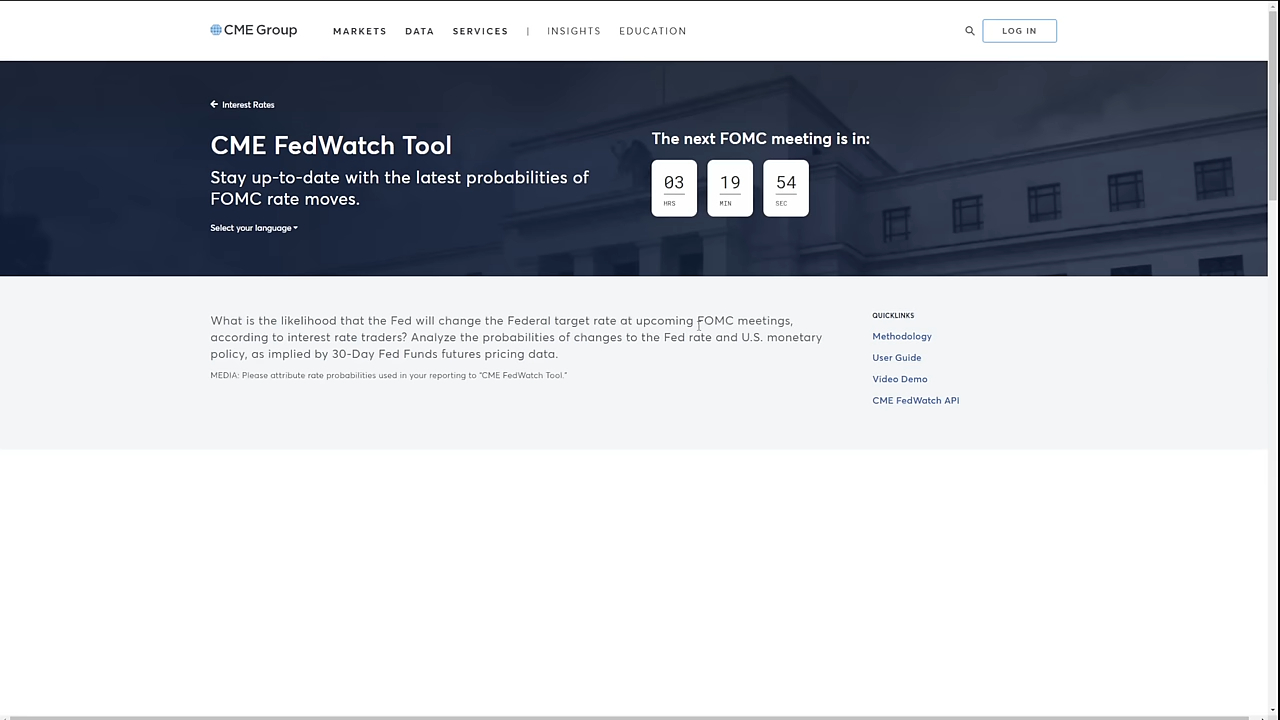 CME Group
MARKETS DATA SERVICES | INSIGHTS EDUCATION
LOG IN
Interest Rates
CME FedWatch Tool
Stay up-to-date with the latest probabilities of
FOMC rate moves.
Select your language
The next FOMC meeting is in:
03 19 54
HRS MIN SEC
What is the likelihood that the Fed will change the Federal target rate at upcoming FOMC meetings,
according to interest rate traders? Analyze the probabilities of changes to the Fed rate and U.S. monetary
policy, as implied by 30-Day Fed Funds futures pricing data.
MEDIA: Please attribute rate probabilities used in your reporting to "CME FedWatch Tool."
QUICKLINKS
Methodology
User Guide
Video Demo
CME FedWatch API